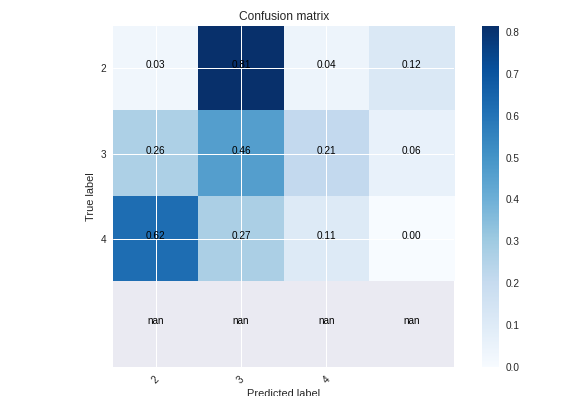 Confusion matrix
2
0.03 0.81 0.04 0.12
3
0.26 0.46 0.21 0.06
4
0.62 0.27 0.11 0.00
nan nan nan nan
2 3 4
True label
Predicted label
0.8
0.7
0.6
0.5
0.4
0.3
0.2
0.1
0.0